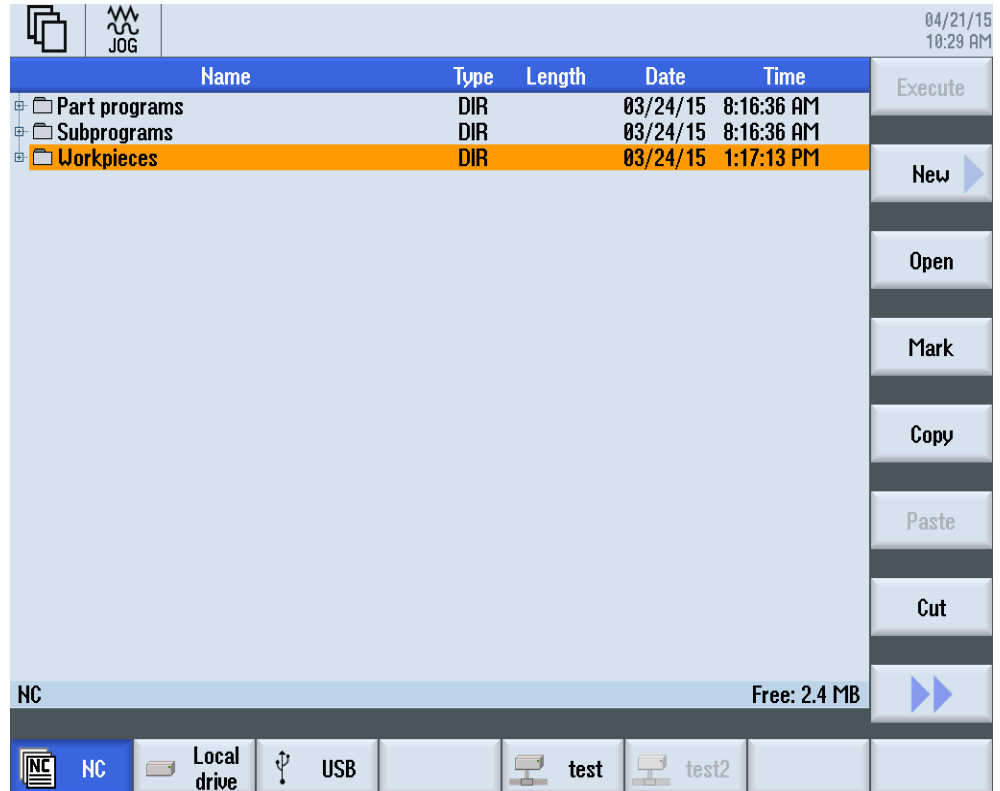 04/21/15
10:29 AM
JOG
Name Type Length Date Time
Part programs DIR 03/24/15 8:16:36 AM
Subprograms DIR 03/24/15 8:16:36 AM
Workpieces DIR 03/24/15 1:17:13 PM
Execute
New
Open
Mark
Copy
Paste
Cut
NC Free: 2.4 MB
NC NC
Local
drive
USB
test
test2